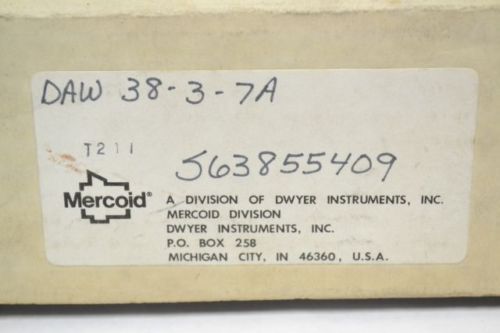 DAW 38-3-7A
T211
S63855409
Mercoid®
A DIVISION OF DWYER INSTRUMENTS, INC.
MERCOID DIVISION
DWYER INSTRUMENTS, INC.
P.O. BOX 258
MICHIGAN CITY, IN 46360, U.S.A.